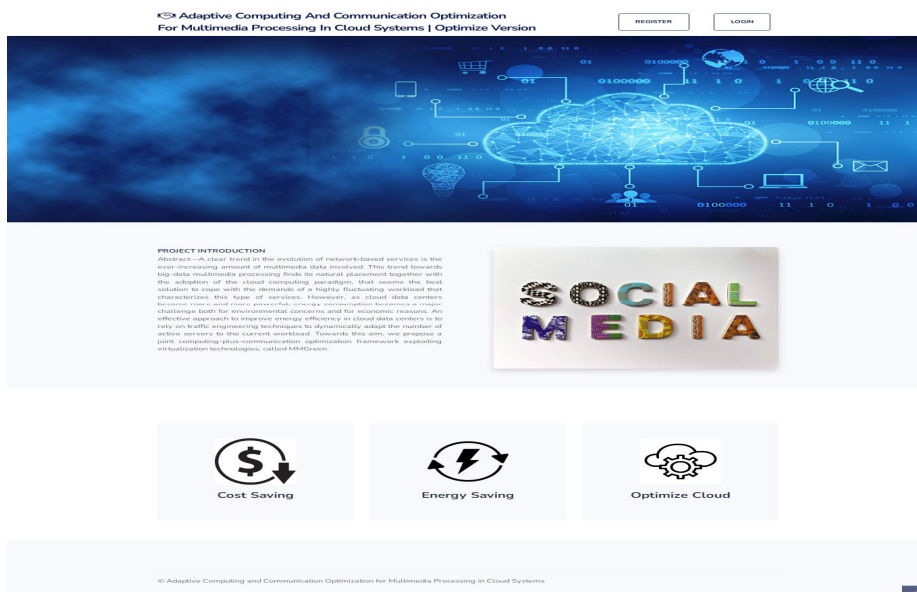 Adaptive Computing And Communication Optimization
For Multimedia Processing In Cloud Systems | Optimize Version
REGISTER
LOGIN
PROJECT INTRODUCTION
Abstract—A clear trend in the evolution of network-based services is the
ever-increasing amount of multimedia data involved. This trend towards
big-data multimedia processing finds its natural placement together with
the adoption of the cloud computing paradigm, that seems the best
solution to cope with the demands of a highly fluctuating workload that
characterizes this type of services. However, as cloud data centers
become more and more powerful, energy consumption becomes a major
challenge both for environmental concerns and for economic reasons. An
effective approach to improve energy efficiency in cloud data centers is to
rely on traffic engineering techniques to dynamically adapt the number of
active servers to the current workload. Towards this aim, we propose a
joint computing-plus-communication optimization framework exploiting
virtualization technologies, called MMGreen.
SOCIAL
MEDIA
Cost Saving
Energy Saving
Optimize Cloud
© Adaptive Computing and Communication Optimization for Multimedia Processing in Cloud Systems